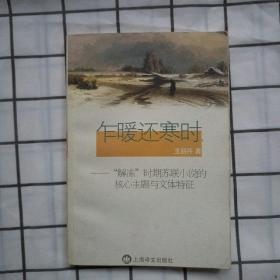 乍暖还寒时
王丽丹 著
——“解冻”时期苏联小说的
核心主题与文体特征
上海译文出版社